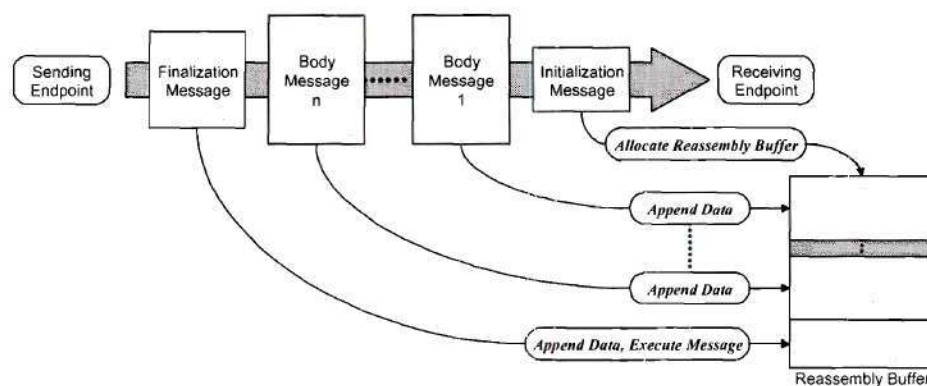 Sending
Endpoint
Finalization
Message
Body
Message
n
Body
Message
1
Initialization
Message
Receiving
Endpoint
Allocate Reassembly Buffer
Append Data
Append Data
Append Data, Execute Message
Reassembly Buffer